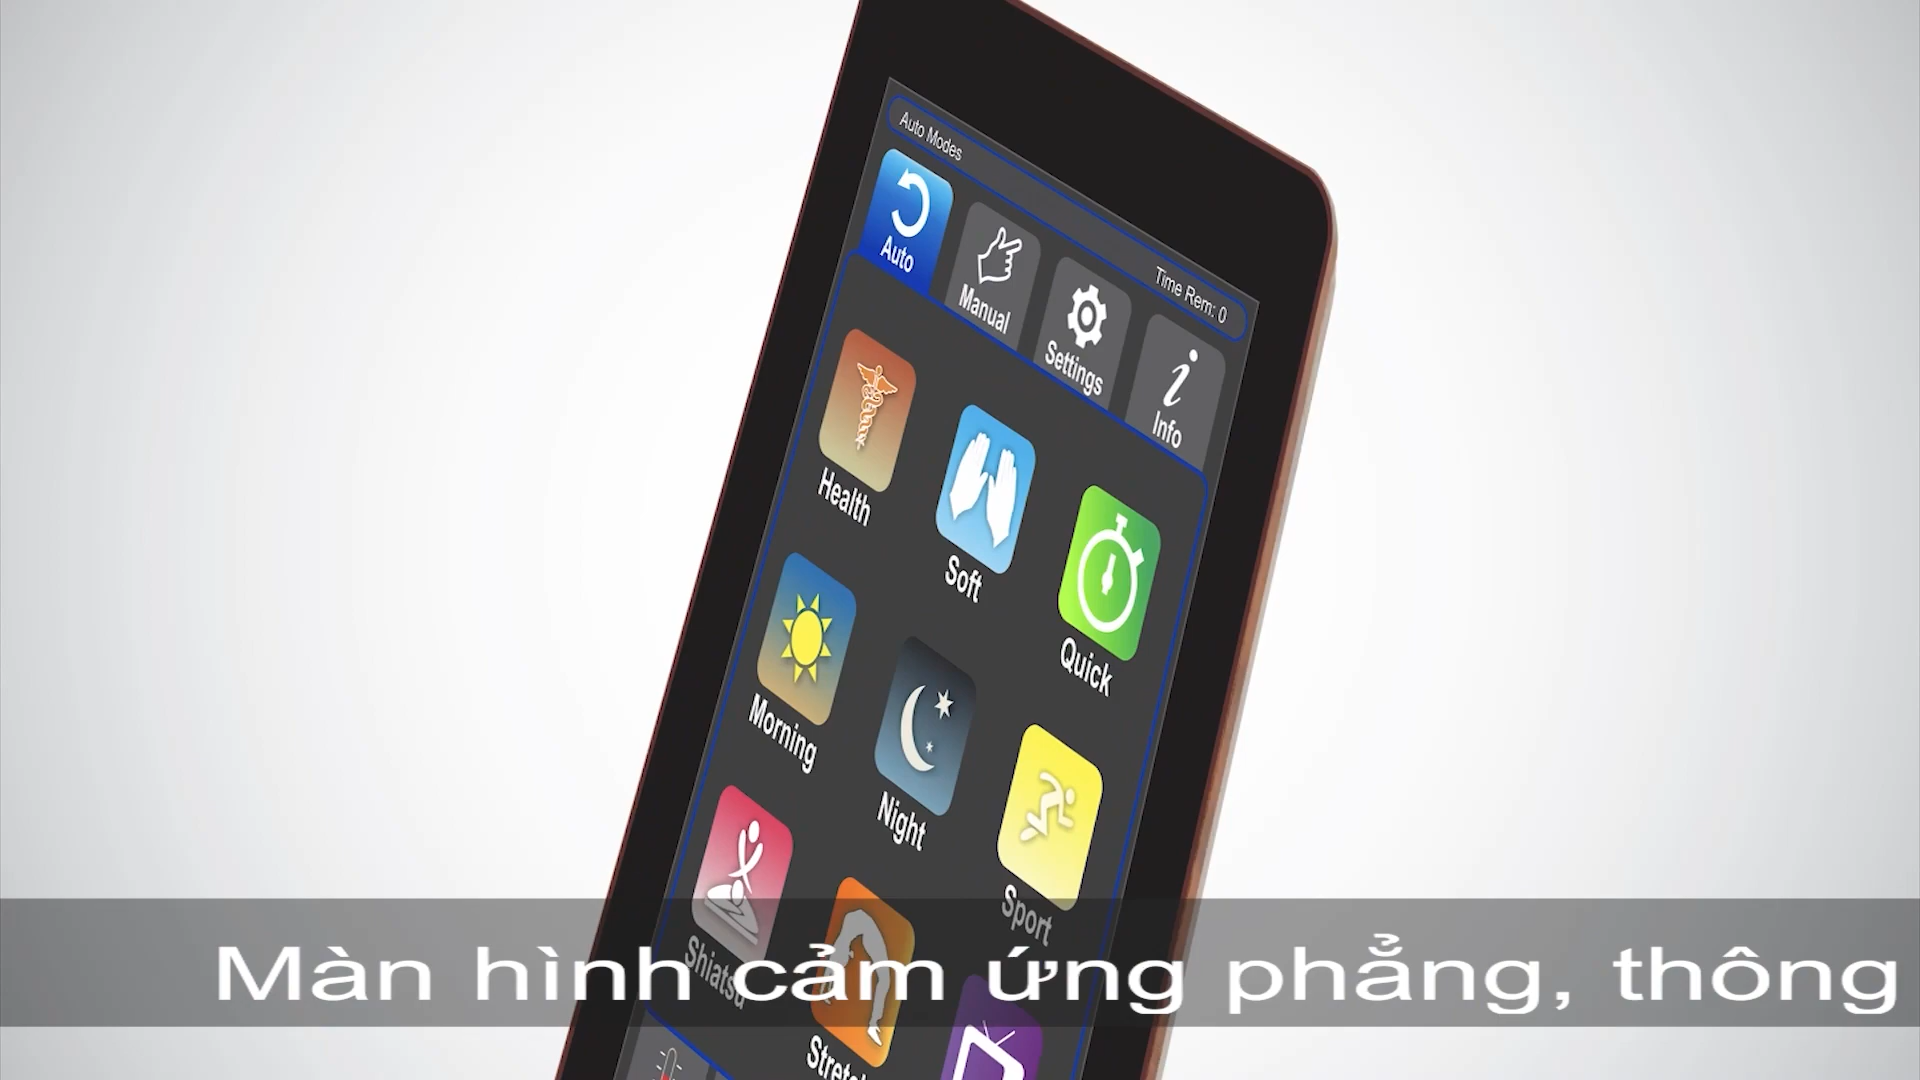 Auto Modes
Time Rem: 0
Auto
Manual
Settings
Info
Health
Soft
Quick
Morning
Night
Sport
Shiatsu
Màn hình cảm ứng phẳng, thông